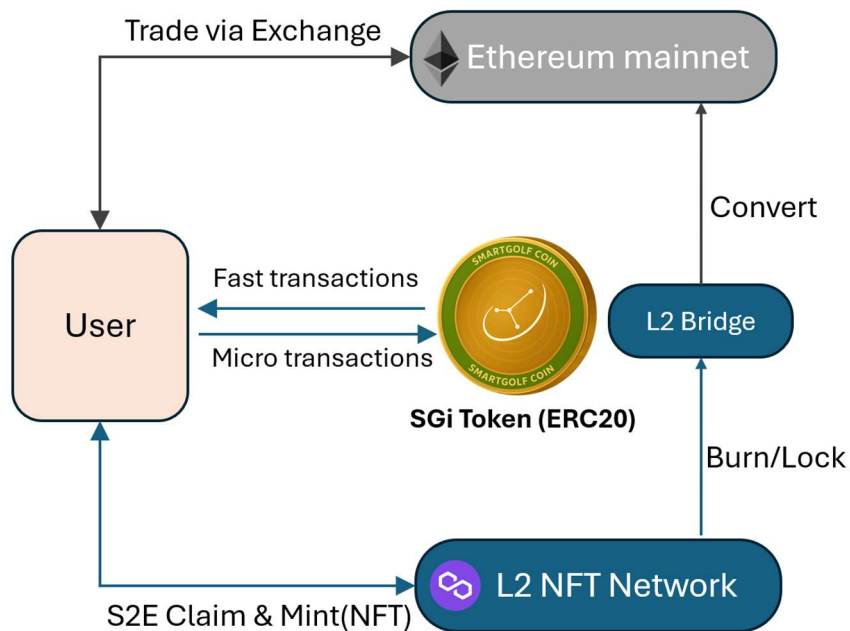 Trade via Exchange
Ethereum mainnet
Convert
Fast transactions
SMARTGOLF COIN
User
L2 Bridge
Micro transactions
SMARTGOLF COIN
SGi Token (ERC20)
Burn/Lock
L2 NFT Network
S2E Claim & Mint(NFT)